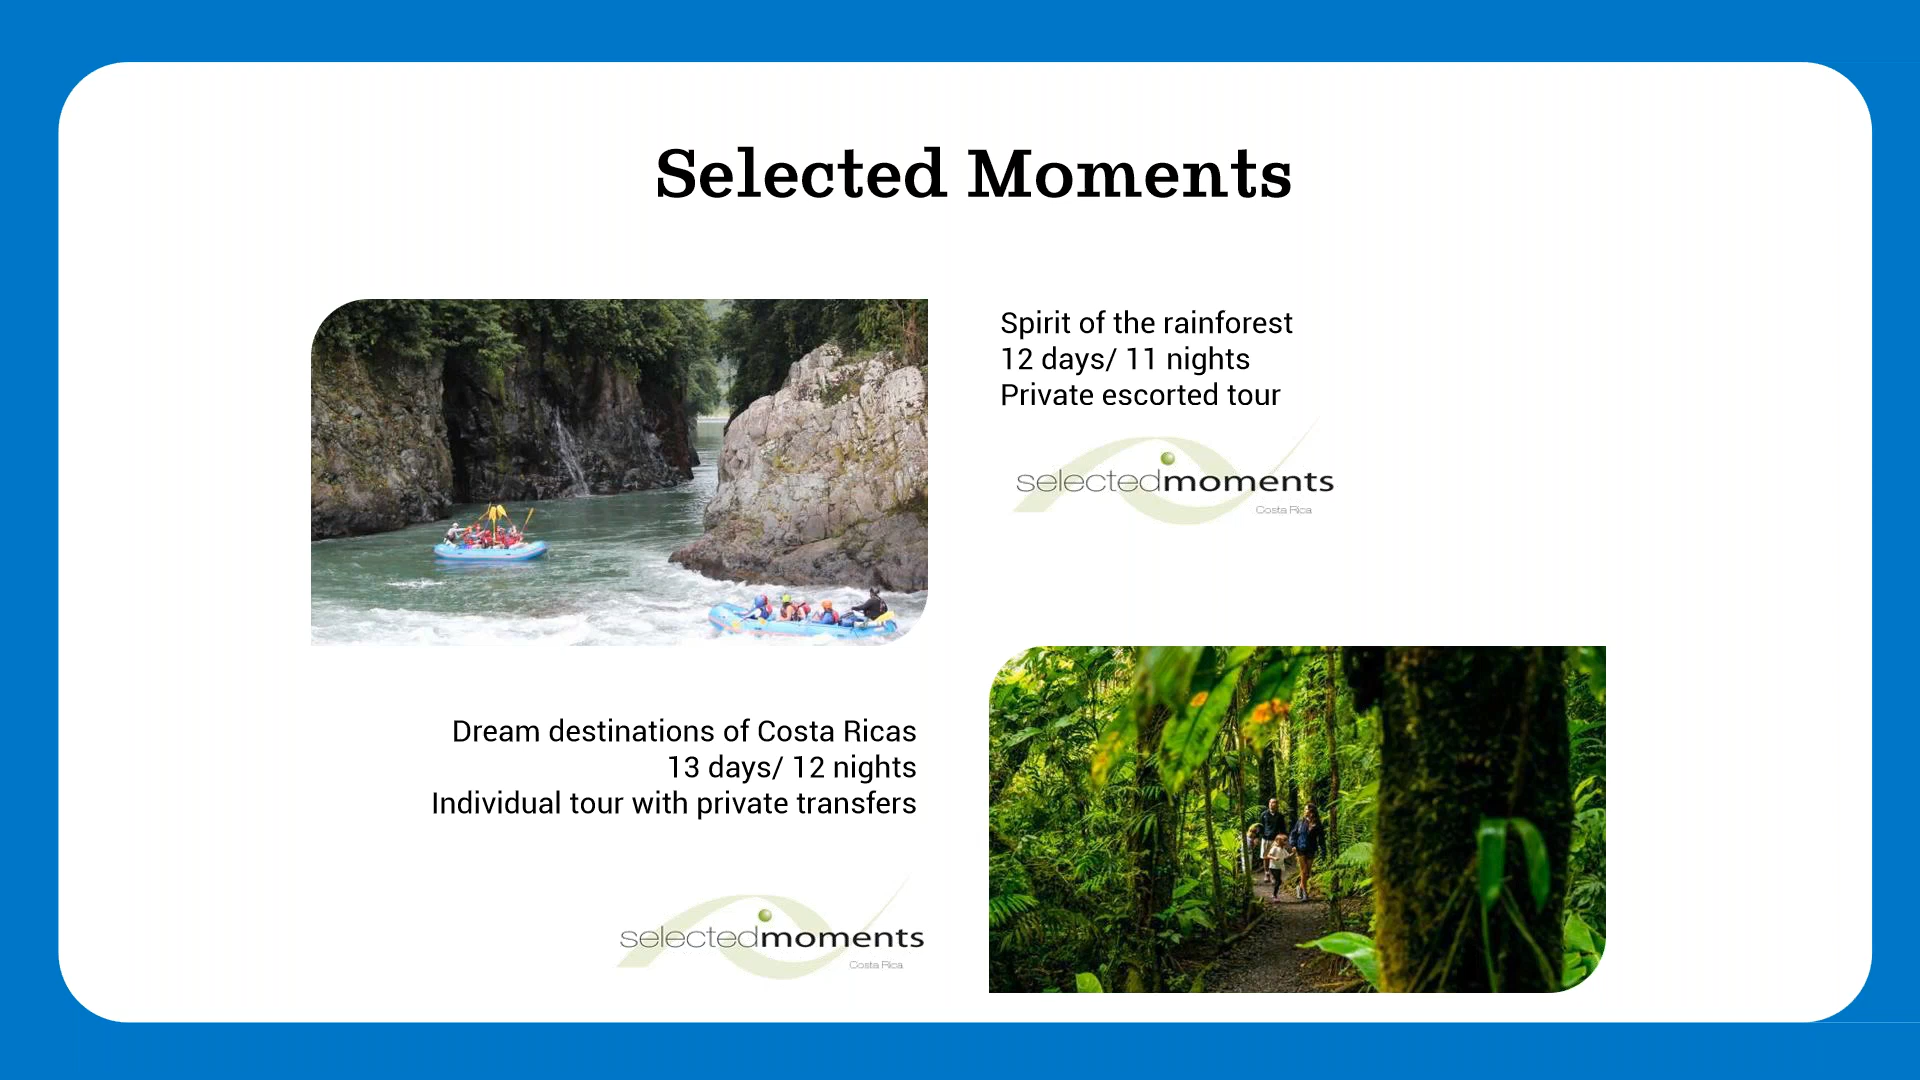 Selected Moments
Spirit of the rainforest
12 days/ 11 nights
Private escorted tour
selectedmoments
Costa Rica
Dream destinations of Costa Ricas
13 days/ 12 nights
Individual tour with private transfers
selectedmoments
Costa Rica